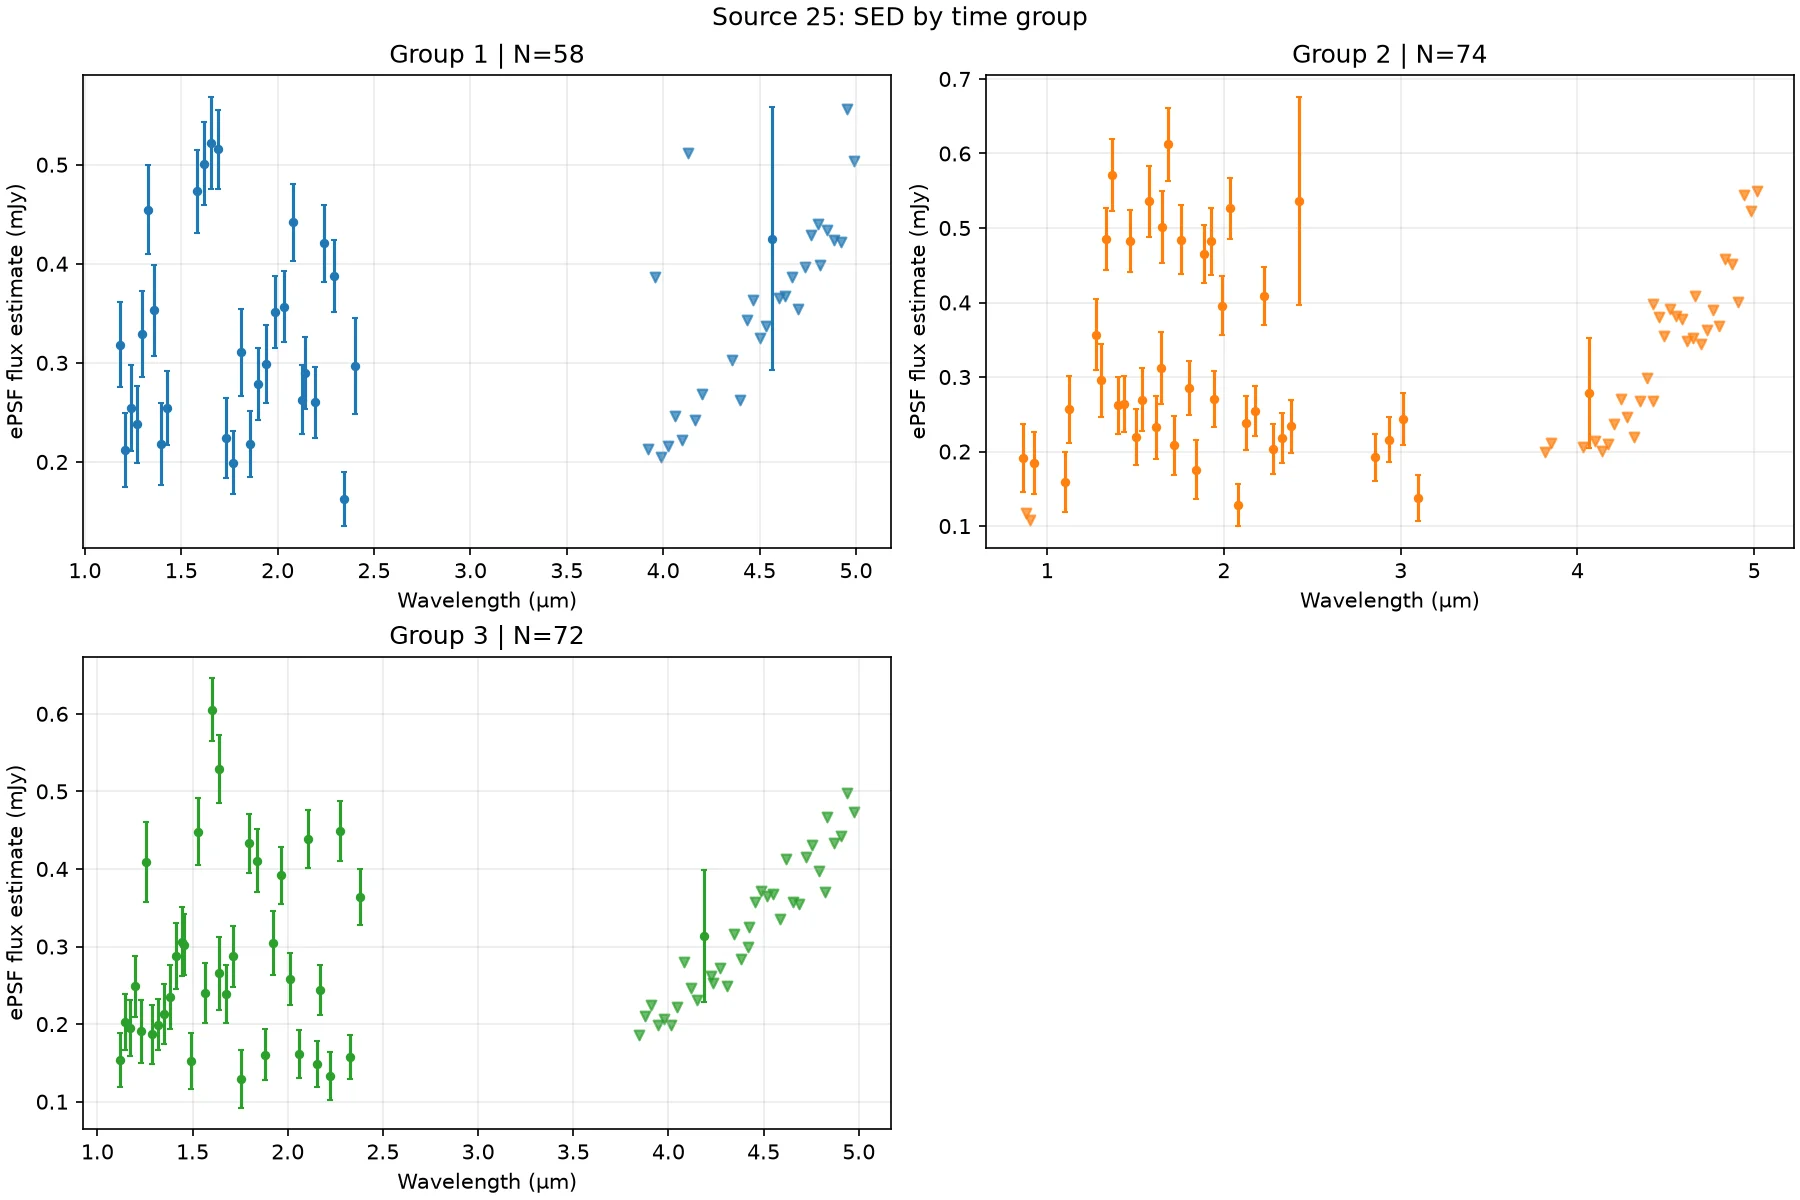 Source 25: SED by time group
Group 1 | N=58
ePSF flux estimate (mJy)
0.5
0.4
0.3
0.2
1.0 1.5 2.0 2.5 3.0 3.5 4.0 4.5 5.0
Wavelength (μm)
Group 2 | N=74
ePSF flux estimate (mJy)
0.7
0.6
0.5
0.4
0.3
0.2
0.1
1 2 3 4 5
Wavelength (μm)
Group 3 | N=72
ePSF flux estimate (mJy)
0.6
0.5
0.4
0.3
0.2
0.1
1.0 1.5 2.0 2.5 3.0 3.5 4.0 4.5 5.0
Wavelength (μm)